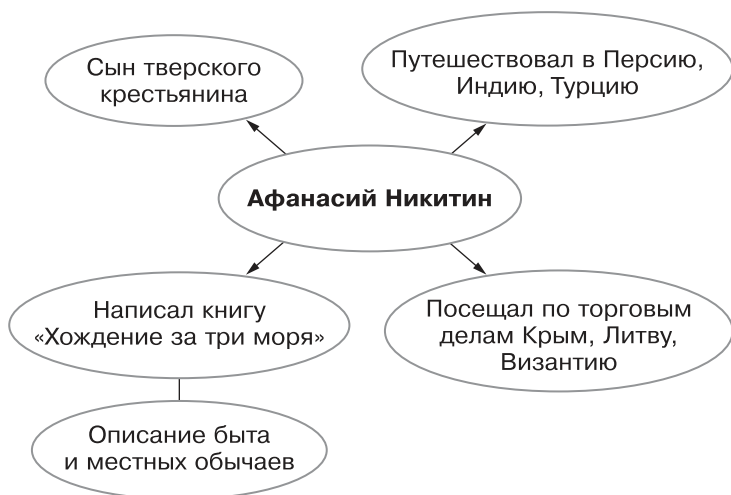 Сын тверского
крестьянина
Путешествовал в Персию,
Индию, Турцию
Афанасий Никитин
Написал книгу
«Хождение за три моря»
Посещал по торговым
делам Крым, Литву,
Византию
Описание быта
и местных обычаев